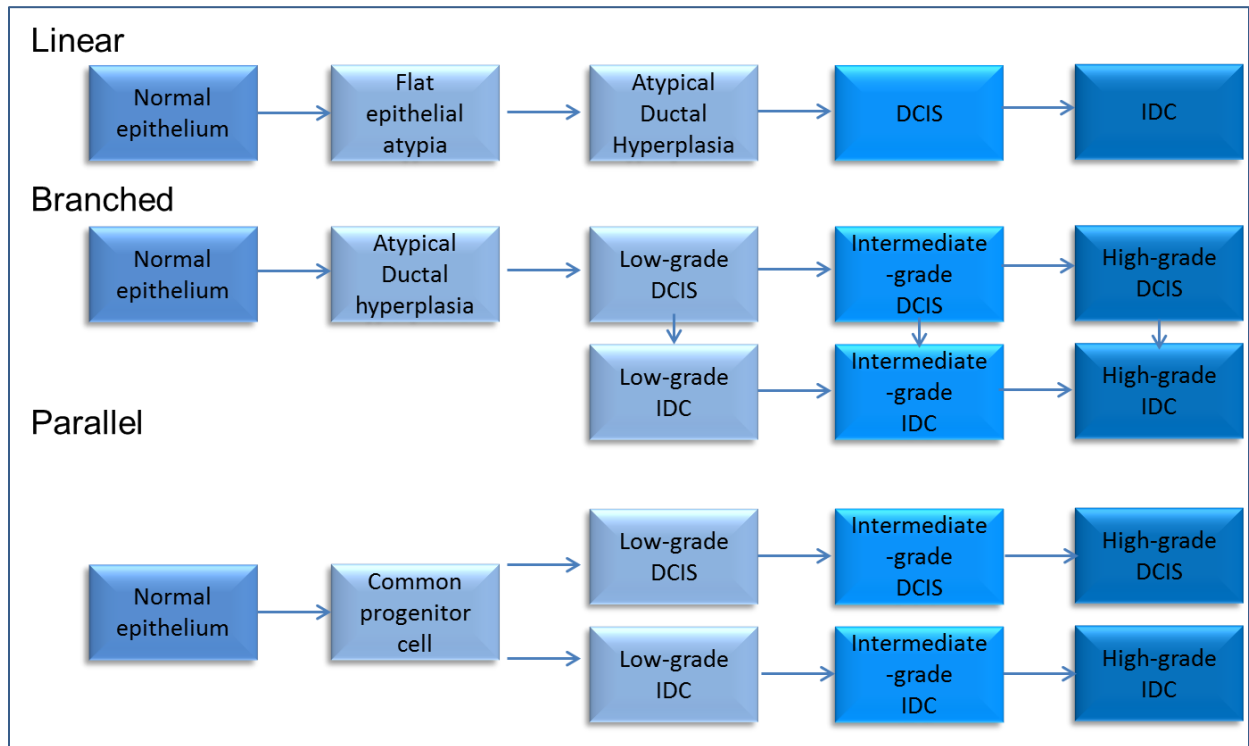 Linear
Normal
epithelium
Flat
epithelial
atypia
Atypical
Ductal
Hyperplasia
DCIS
IDC
Branched
Normal
epithelium
Atypical
Ductal
hyperplasia
Low-grade
DCIS
Intermediate
-grade
DCIS
High-grade
DCIS
Low-grade
IDC
Intermediate
-grade
IDC
High-grade
IDC
Parallel
Normal
epithelium
Common
progenitor
cell
Low-grade
DCIS
Intermediate
-grade
DCIS
High-grade
DCIS
Low-grade
IDC
Intermediate
-grade
IDC
High-grade
IDC